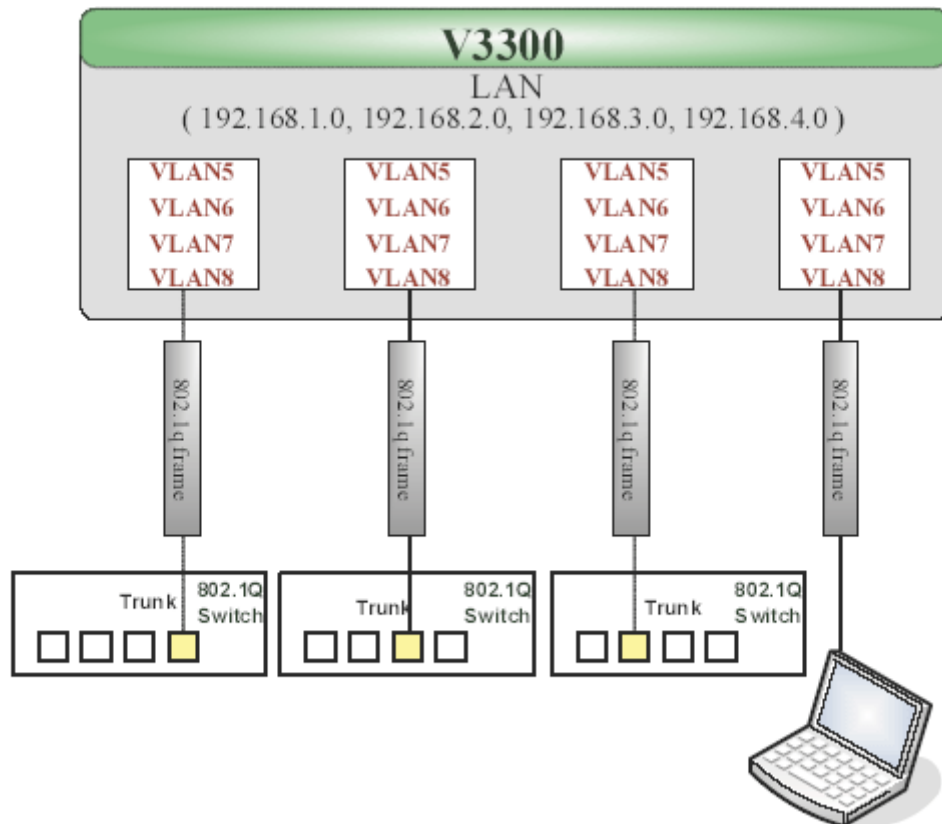 V3300
LAN
( 192.168.1.0, 192.168.2.0, 192.168.3.0, 192.168.4.0 )
VLAN5
VLAN6
VLAN7
VLAN8
VLAN5
VLAN6
VLAN7
VLAN8
VLAN5
VLAN6
VLAN7
VLAN8
VLAN5
VLAN6
VLAN7
VLAN8
802.1q frame
802.1q frame
802.1q frame
802.1q frame
Trunk
802.1Q
Switch
Trunk
802.1Q
Switch
Trunk
802.1Q
Switch